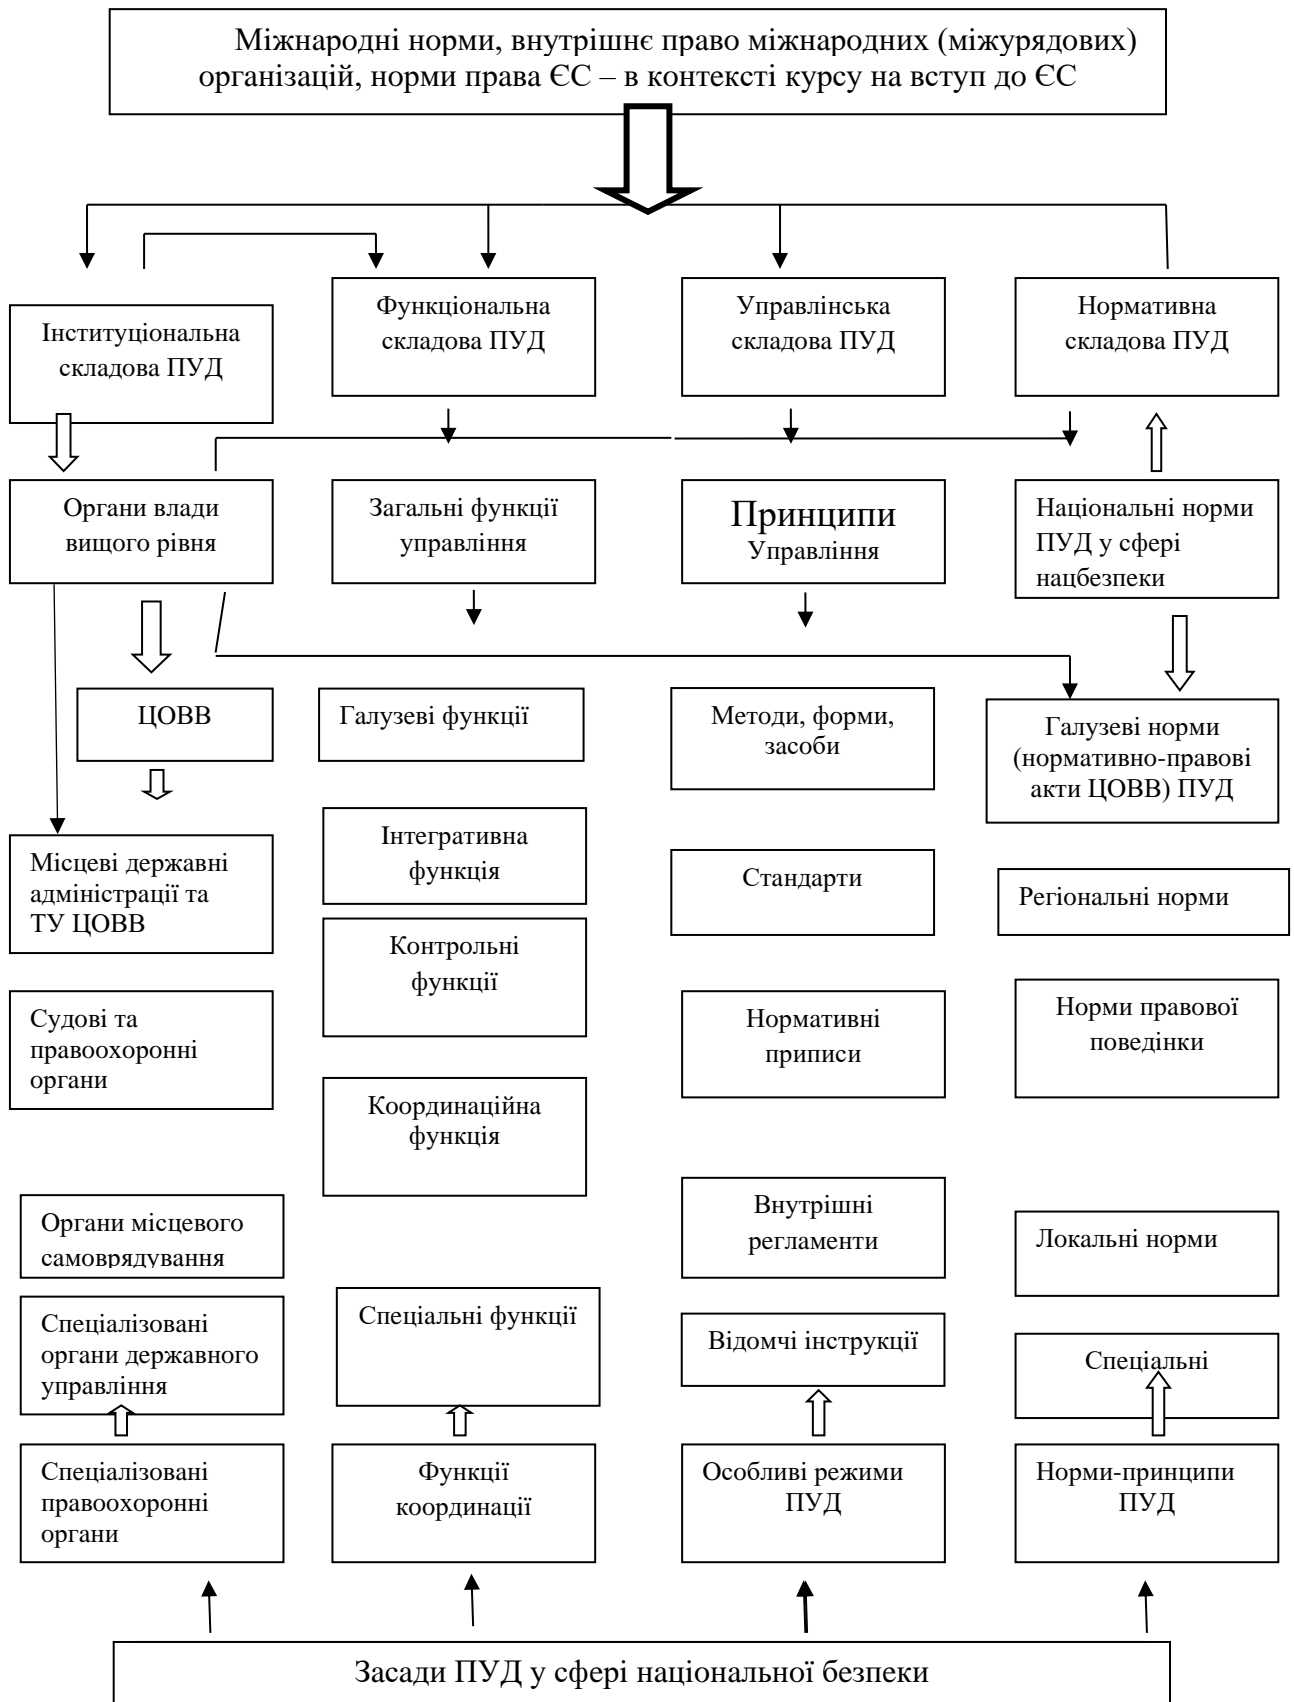 Міжнародні норми, внутрішнє право міжнародних (міжурядових)
організацій, норми права ЄС – в контексті курсу на вступ до ЄС
Інституціональна
складова ПУД
Функціональна
складова ПУД
Управлінська
складова ПУД
Нормативна
складова ПУД
Органи влади
вищого рівня
Загальні функції
управління
Принципи
Управління
Національні норми
ПУД у сфері
нацбезпеки
ЦОВВ
Галузеві функції
Методи, форми,
засоби
Галузеві норми
(нормативно-правові
акти ЦОВВ) ПУД
Місцеві державні
адміністрації та
ТУ ЦОВВ
Інтегративна
функція
Стандарти
Регіональні норми
Контрольні
функції
Судові та
правоохоронні
органи
Нормативні
приписи
Норми правової
поведінки
Координаційна
функція
Органи місцевого
самоврядування
Внутрішні
регламенти
Локальні норми
Спеціалізовані
органи державного
управління
Спеціальні функції
Відомчі інструкції
Спеціальні
Спеціалізовані
правоохоронні
органи
Функції
координації
Особливі режими
ПУД
Норми-принципи
ПУД
Засади ПУД у сфері національної безпеки